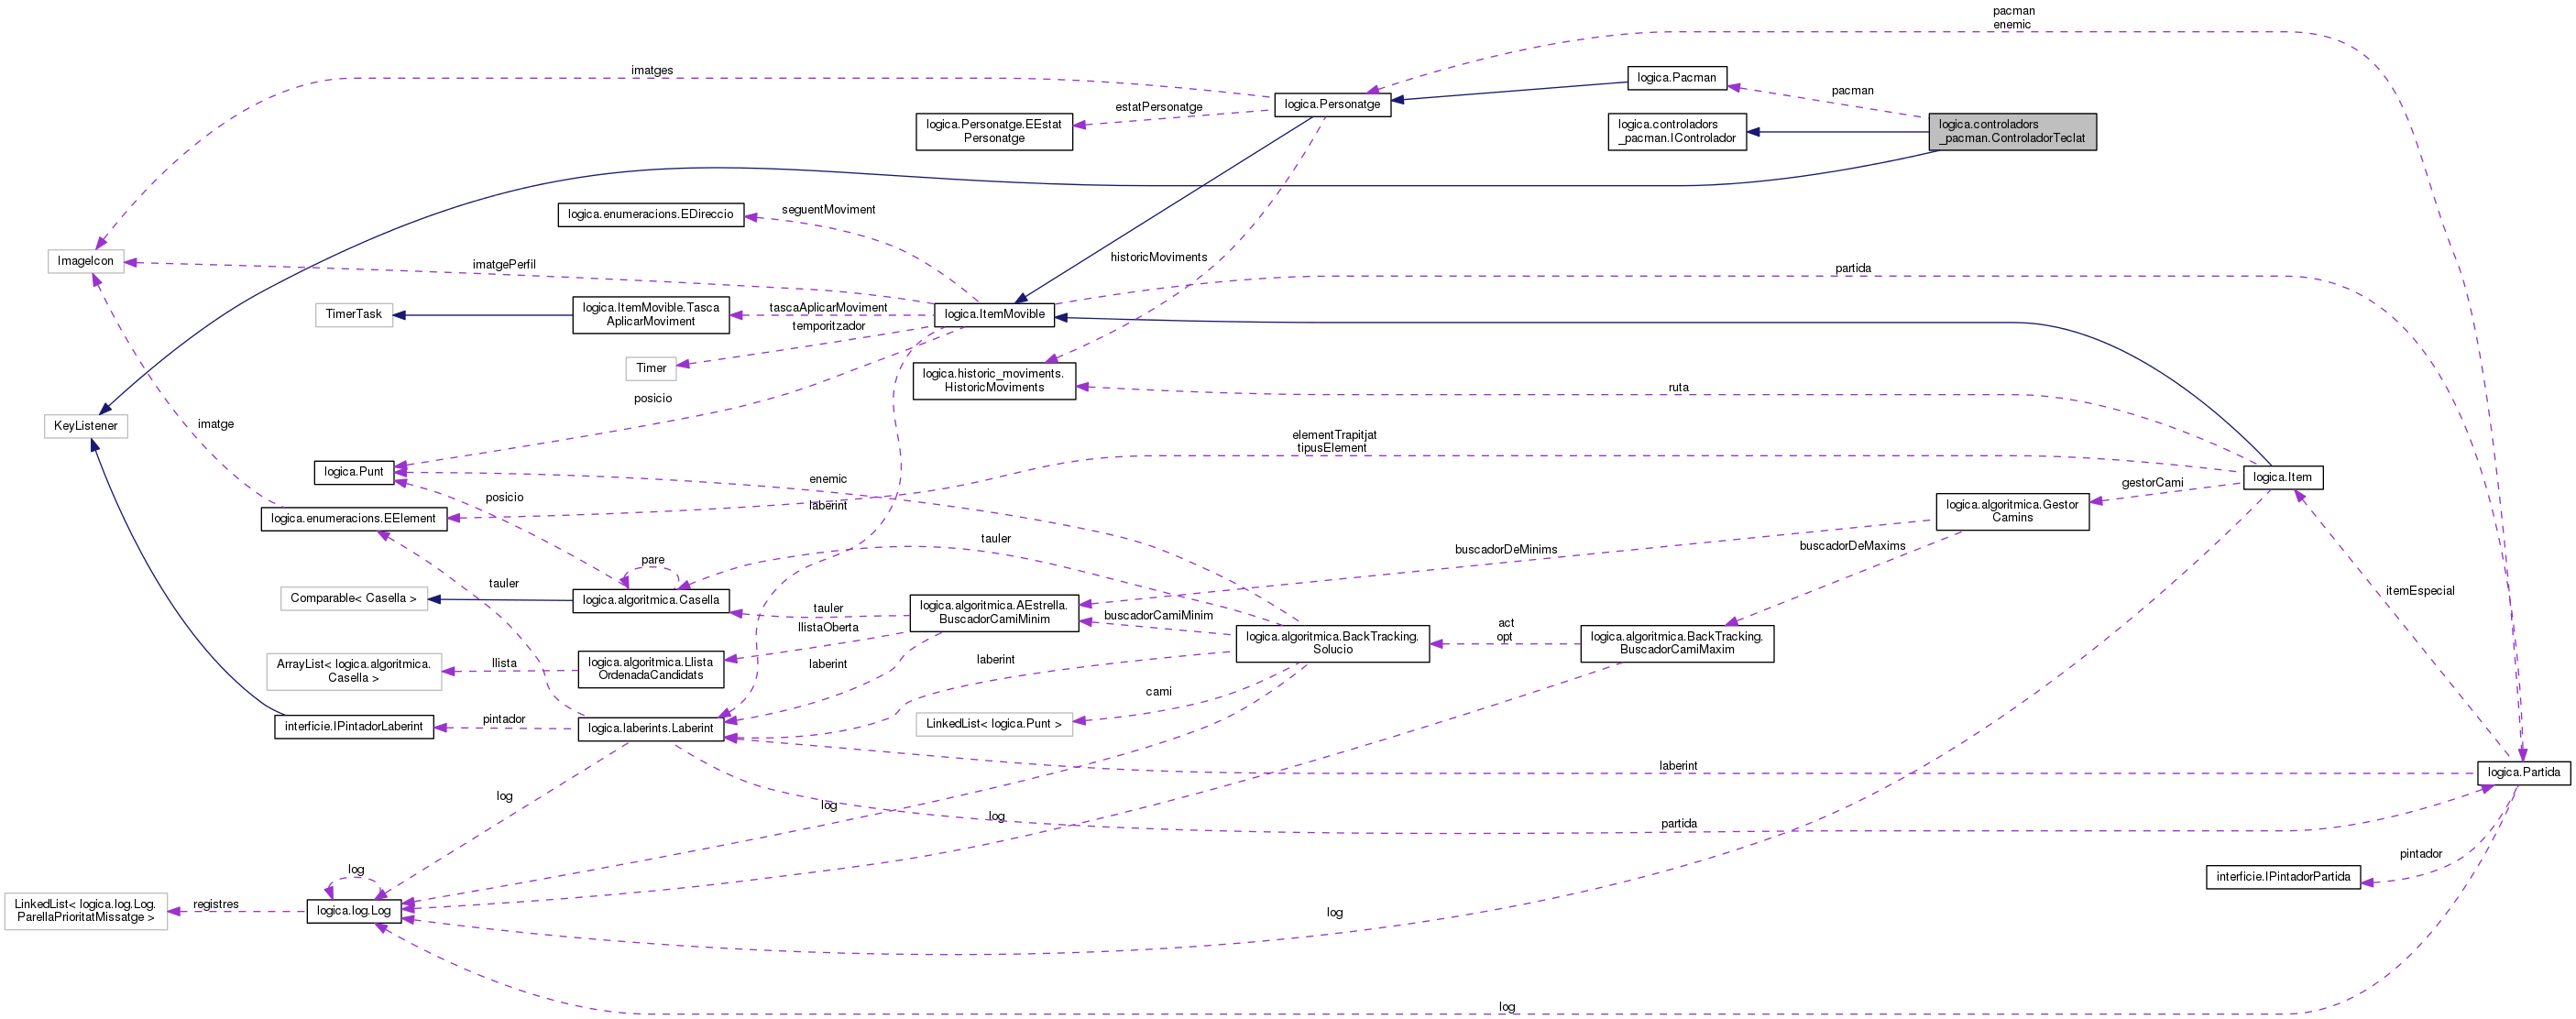 pacman
enemic
imatges
logica.Pacman
pacman
logica.Personatge
estatPersonatge
logica.Personatge.EEstat
Personatge
logica.controladors
_pacman.IControlador
logica.controladors
_pacman.ControladorTeclat
logica.enumeracions.EDireccio
seguentMoviment
historicMoviments
ImageIcon
imatgePerfil
partida
TimerTask
logica.ItemMovible.Tasca
AplicarMoviment
tascaAplicarMoviment
logica.ItemMovible
temporitzador
Timer
logica.historic_moviments.
HistoricMoviments
ruta
posicio
KeyListener
imatge
elementTrapitjat
tipusElement
logica.Punt
enemic
logica.Item
posicio
gestorCami
laberint
logica.enumeracions.EElement
logica.algoritmica.Gestor
Camins
tauler
buscadorDeMinims
buscadorDeMaxims
pare
tauler
Comparable< Casella >
logica.algoritmica.Casella
itemEspecial
tauler
logica.algoritmica.AEstrella.
BuscadorCamiMinim
buscadorCamiMinim
llistaOberta
act
opt
logica.algoritmica.BackTracking.
Solucio
logica.algoritmica.BackTracking.
BuscadorCamiMaxim
ArrayList< logica.algoritmica.
Casella >
llista
logica.algoritmica.Llista
OrdenadaCandidats
laberint
laberint
cami
interficie.IPintadorLaberint
pintador
logica.laberints.Laberint
LinkedList< logica.Punt >
laberint
logica.Partida
log
log
log
partida
pintador
interficie.IPintadorPartida
log
LinkedList< logica.log.Log.
ParellaPrioritatMissatge >
registres
logica.log.Log
log
log